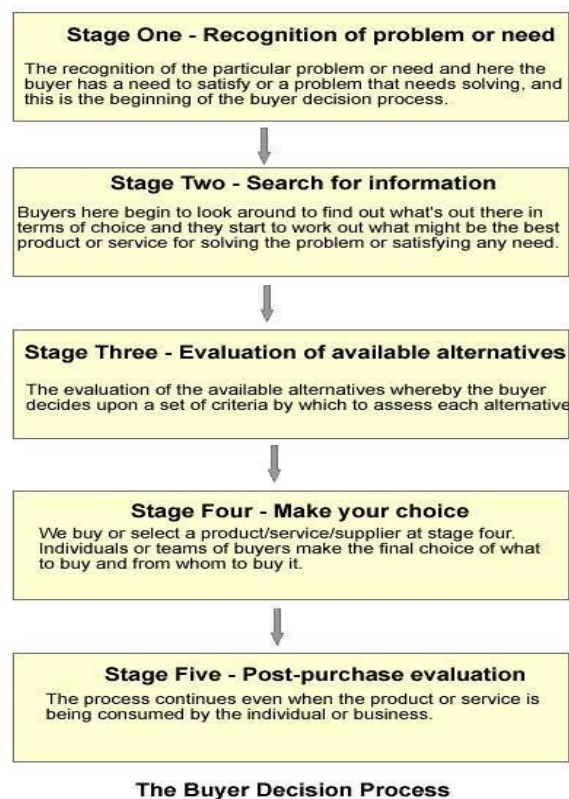 Stage One - Recognition of problem or need
The recognition of the particular problem or need and here the
buyer has a need to satisfy or a problem that needs solving, and
this is the beginning of the buyer decision process.
Stage Two - Search for information
Buyers here begin to look around to find out what's out there in
terms of choice and they start to work out what might be the best
product or service for solving the problem or satisfying any need.
Stage Three - Evaluation of available alternatives
The evaluation of the available alternatives whereby the buyer
decides upon a set of criteria by which to assess each alternative
Stage Four - Make your choice
We buy or select a product/service/supplier at stage four.
Individuals or teams of buyers make the final choice of what
to buy and from whom to buy it.
Stage Five - Post-purchase evaluation
The process continues even when the product or service is
being consumed by the individual or business.
The Buyer Decision Process